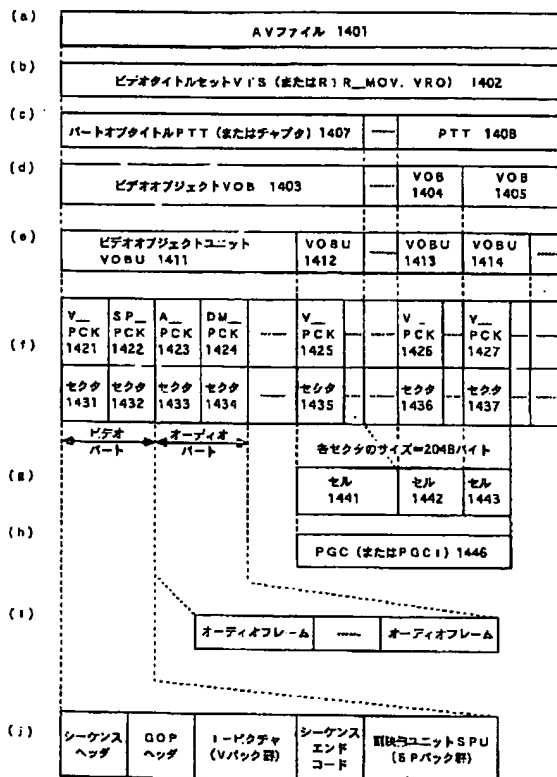 (a)
AVファイル 1401
(b)
ビデオタイトルセットVTS (またはRTR_MOV. VRO) 1402
(c)
パートオブタイトルPTT (またはチャプタ) 1407
PTT 1408
(d)
ビデオオブジェクトVOB 1403
VOB
1404
VOB
1405
(e)
ビデオオブジェクトユニット
VOBU 1411
VOBU
1412
VOBU
1413
VOBU
1414
(f)
V_
PCK
1421
SP_
PCK
1422
A_
PCK
1423
DM_
PCK
1424
V_
PCK
1425
V_
PCK
1426
V_
PCK
1427
セクタ
1431
セクタ
1432
セクタ
1433
セクタ
1434
セクタ
1435
セクタ
1436
セクタ
1437
ビデオ
パート
オーディオ
パート
各セクタのサイズ=2048バイト
(g)
セル
1441
セル
1442
セル
1443
(h)
PGC (またはPGCI) 1446
(i)
オーディオフレーム
オーディオフレーム
(j)
シーケンス
ヘッダ
GOP
ヘッダ
I-ピクチャ
(Vパック群)
シーケンス
エンド
コード
副映像ユニットSPU
(SPパック群)